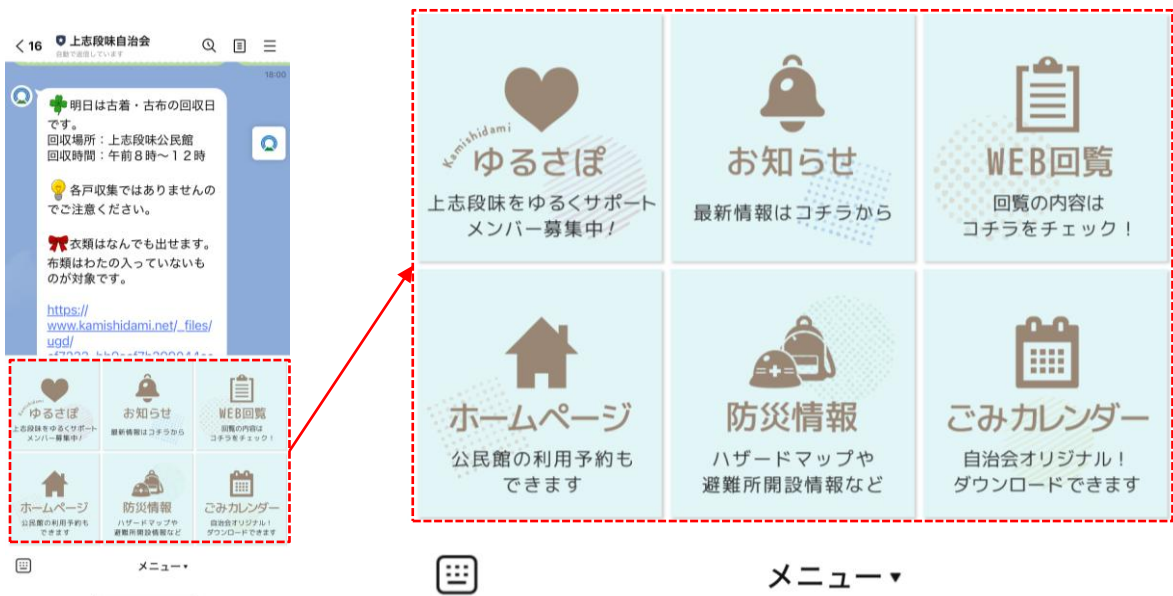 16
上志段味自治会
自動で返信しています
18:00
明日は古着・古布の回収日
です。
回収場所：上志段味公民館
回収時間：午前８時～１２時
各戸収集ではありませんの
でご注意ください。
衣類はなんでも出せます。
布類はわたの入っていないも
のが対象です。
https://
www.kamishidami.net/_files/
ugd/
ゆるさぽ
上志段味をゆるくサポート
メンバー募集中!
お知らせ
最新情報はコチラから
WEB回覧
回覧の内容は
コチラをチェック！
ホームページ
公民館の利用予約も
できます
防災情報
ハザードマップや
避難所開設情報など
ごみカレンダー
自治会オリジナル！
ダウンロードできます
メニュー▼
Kamishidami
ゆるさぽ
上志段味をゆるくサポート
メンバー募集中!
お知らせ
最新情報はコチラから
WEB回覧
回覧の内容は
コチラをチェック！
ホームページ
公民館の利用予約も
できます
防災情報
ハザードマップや
避難所開設情報など
ごみカレンダー
自治会オリジナル！
ダウンロードできます
メニュー▼